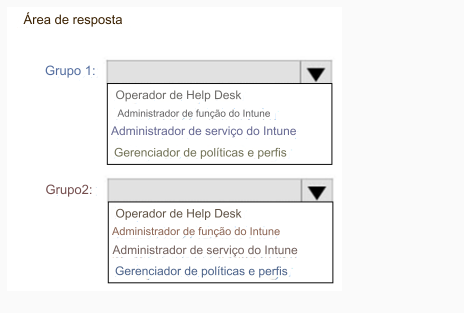 Área de resposta
Grupo 1:
Operador de Help Desk
Administrador de função do Intune
Administrador de serviço do Intune
Gerenciador de políticas e perfis
Grupo2:
Operador de Help Desk
Administrador de função do Intune
Administrador de serviço do Intune
Gerenciador de políticas e perfis